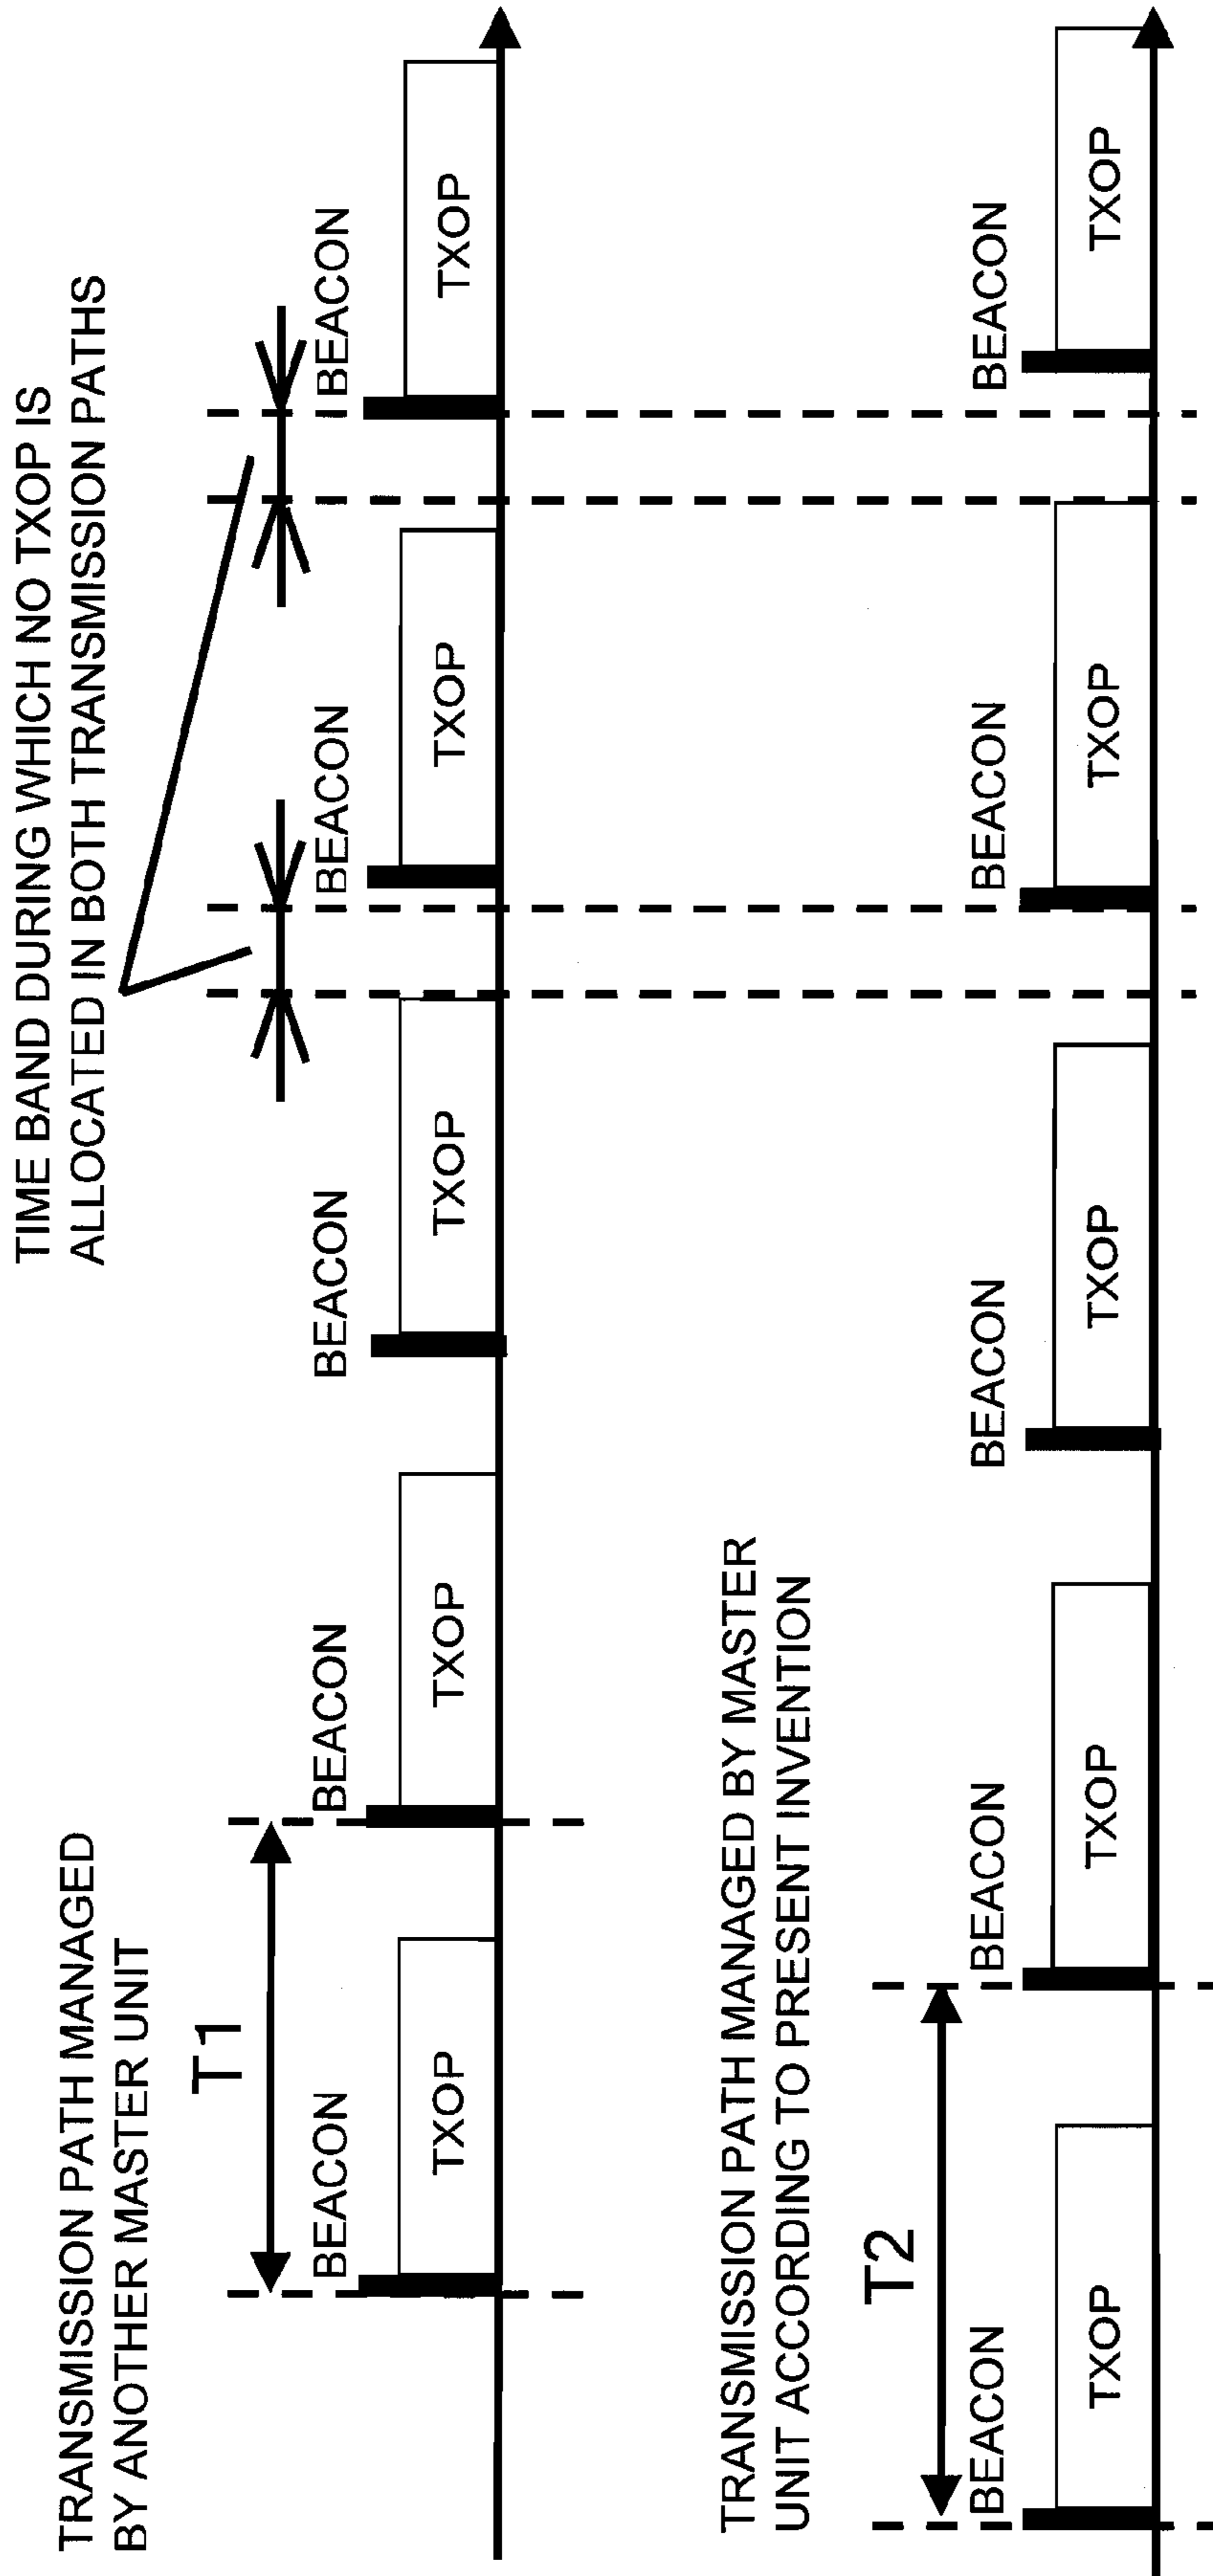 TIME BAND DURING WHICH NO TXOP IS
ALLOCATED IN BOTH TRANSMISSION PATHS
TRANSMISSION PATH MANAGED
BY ANOTHER MASTER UNIT
T1
BEACON
BEACON
BEACON
BEACON
BEACON
TXOP
TXOP
TXOP
TXOP
TXOP
TRANSMISSION PATH MANAGED BY MASTER
UNIT ACCORDING TO PRESENT INVENTION
T2
BEACON
BEACON
BEACON
BEACON
BEACON
TXOP
TXOP
TXOP
TXOP
TXOP